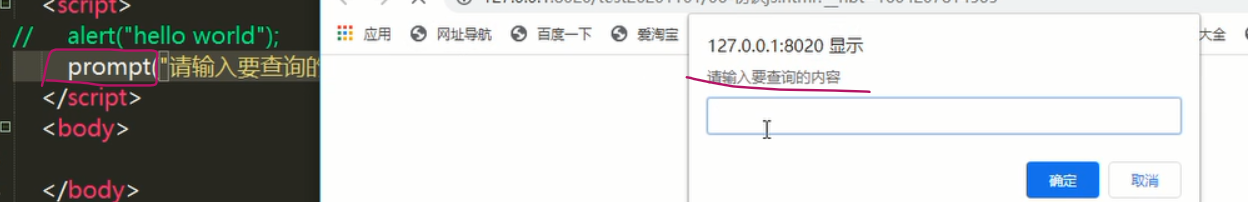 <script>
// alert("hello world");
prompt("请输入要查询的
</script>
<body>
</body>
应用 网址导航 百度一下 爱淘宝
大全
127.0.0.1:8020 显示
请输入要查询的内容
确定 取消